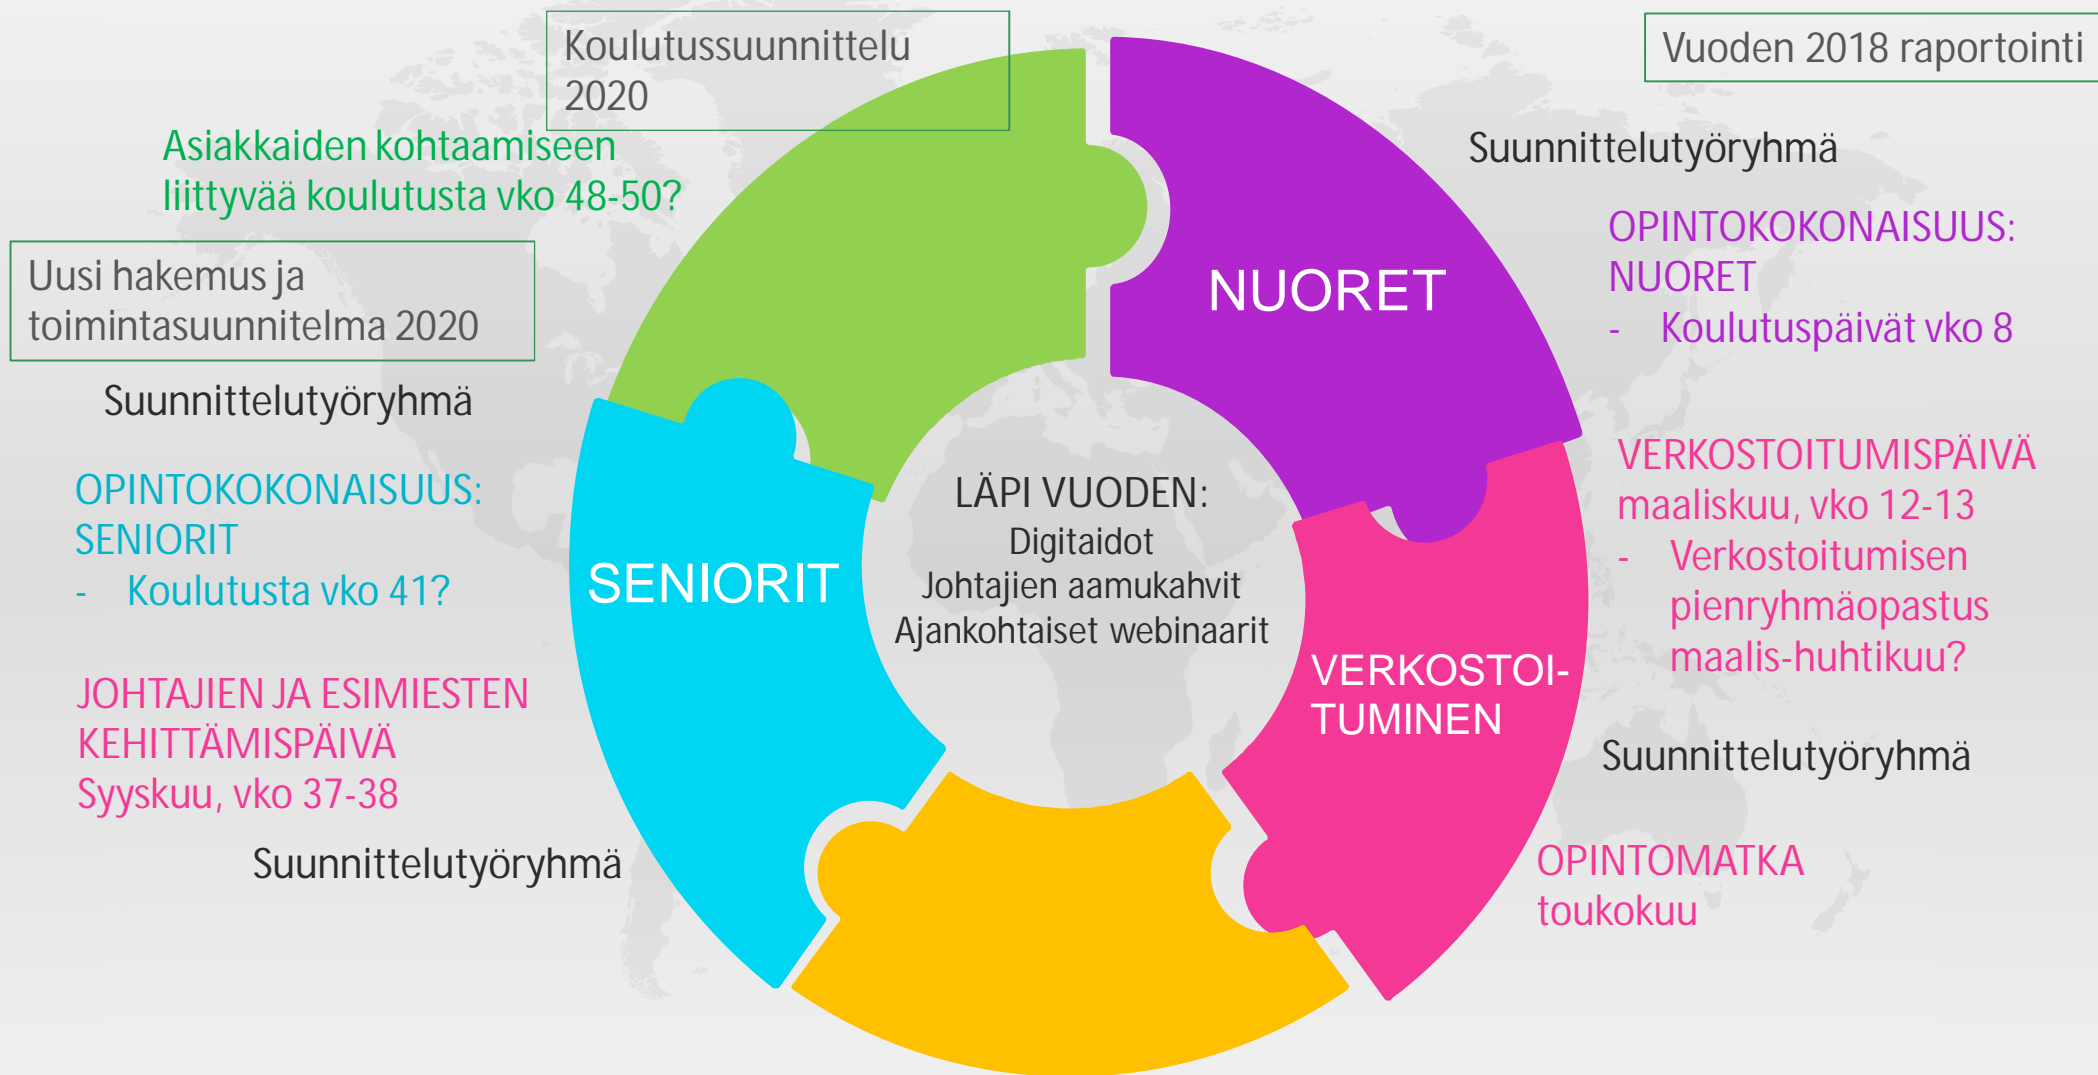 Koulutussuunnittelu
2020
Vuoden 2018 raportointi
Asiakkaiden kohtaamiseen
liittyvää koulutusta vko 48-50?
Uusi hakemus ja
toimintasuunnitelma 2020
Suunnittelutyöryhmä
OPINTOKOKONAISUUS:
SENIORIT
- Koulutusta vko 41?
JOHTAJIEN JA ESIMIESTEN
KEHITTÄMISPÄIVÄ
Syyskuu, vko 37-38
Suunnittelutyöryhmä
NUORET
SENIORIT
VERKOSTOI-
TUMINEN
LÄPI VUODEN:
Digitaidot
Johtajien aamukahvit
Ajankohtaiset webinaarit
Suunnittelutyöryhmä
OPINTOKOKONAISUUS:
NUORET
- Koulutuspäivät vko 8
VERKOSTOITUMISPÄIVÄ
maaliskuu, vko 12-13
- Verkostoitumisen
pienryhmäopastus
maalis-huhtikuu?
Suunnittelutyöryhmä
OPINTOMATKA
toukokuu